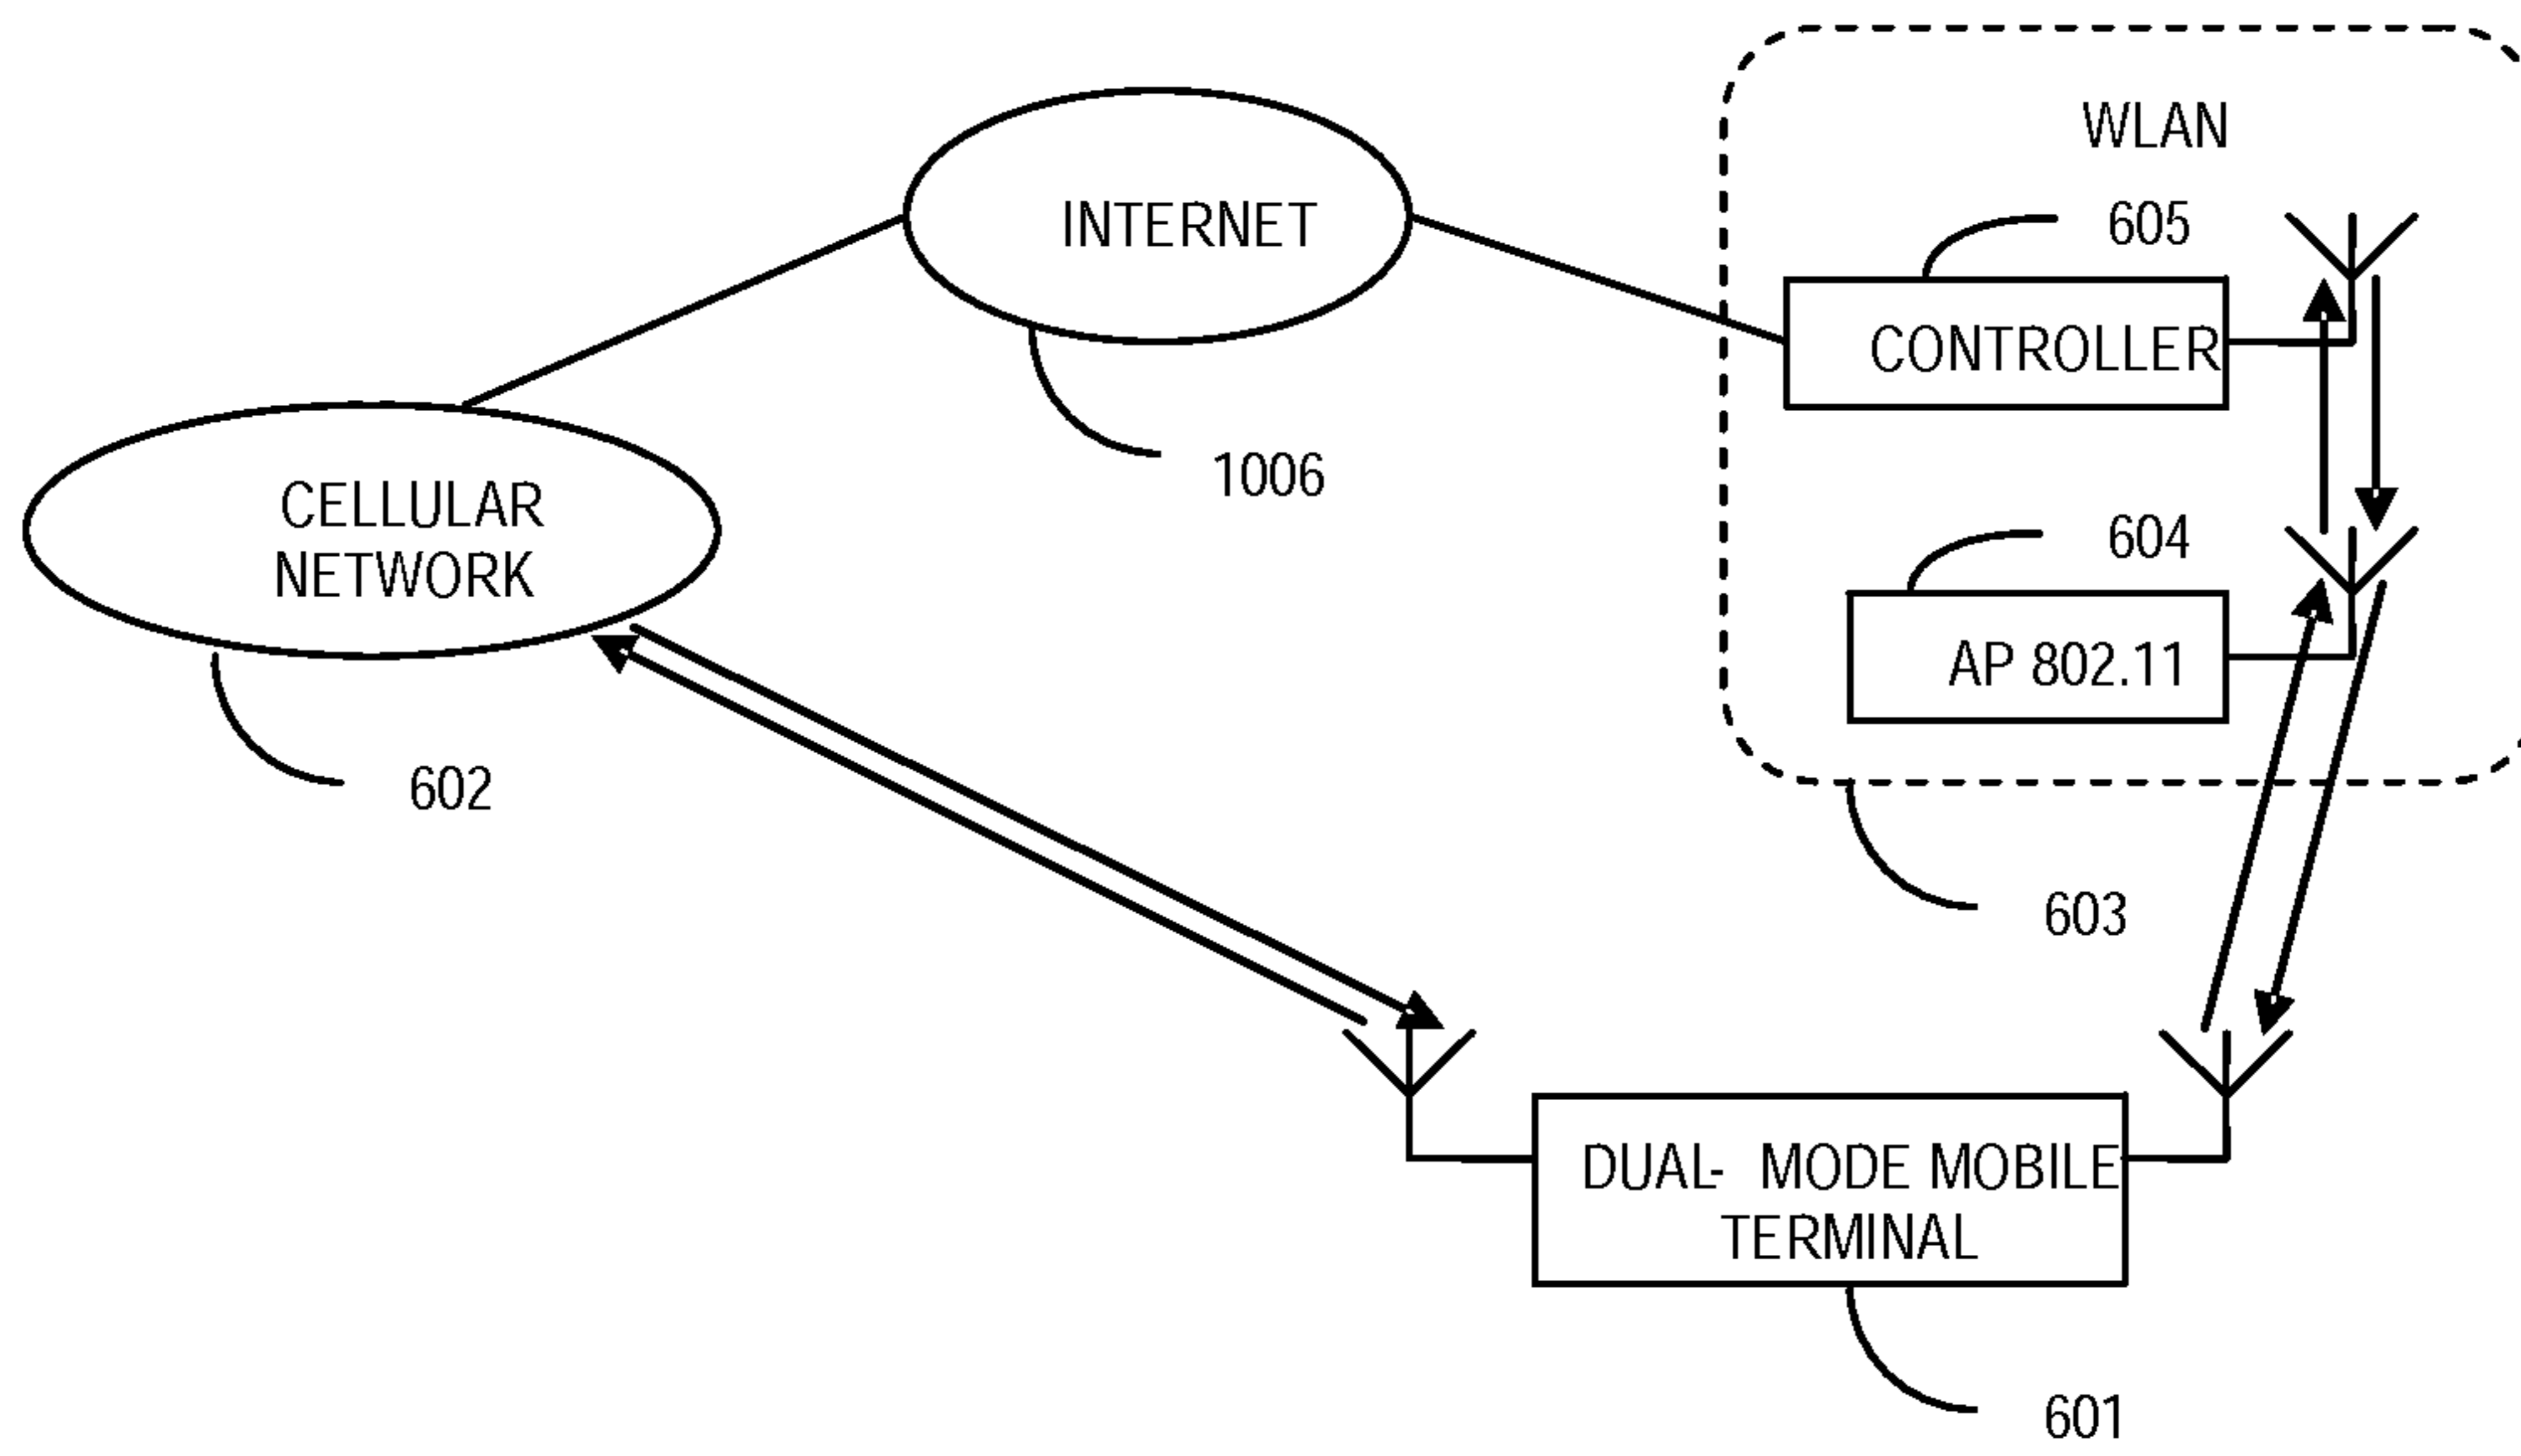 WLAN
INTERNET
605
CONTROLLER
1006
CELLULAR
NETWORK
604
AP 802.11
602
603
DUAL- MODE MOBILE
TERMINAL
601